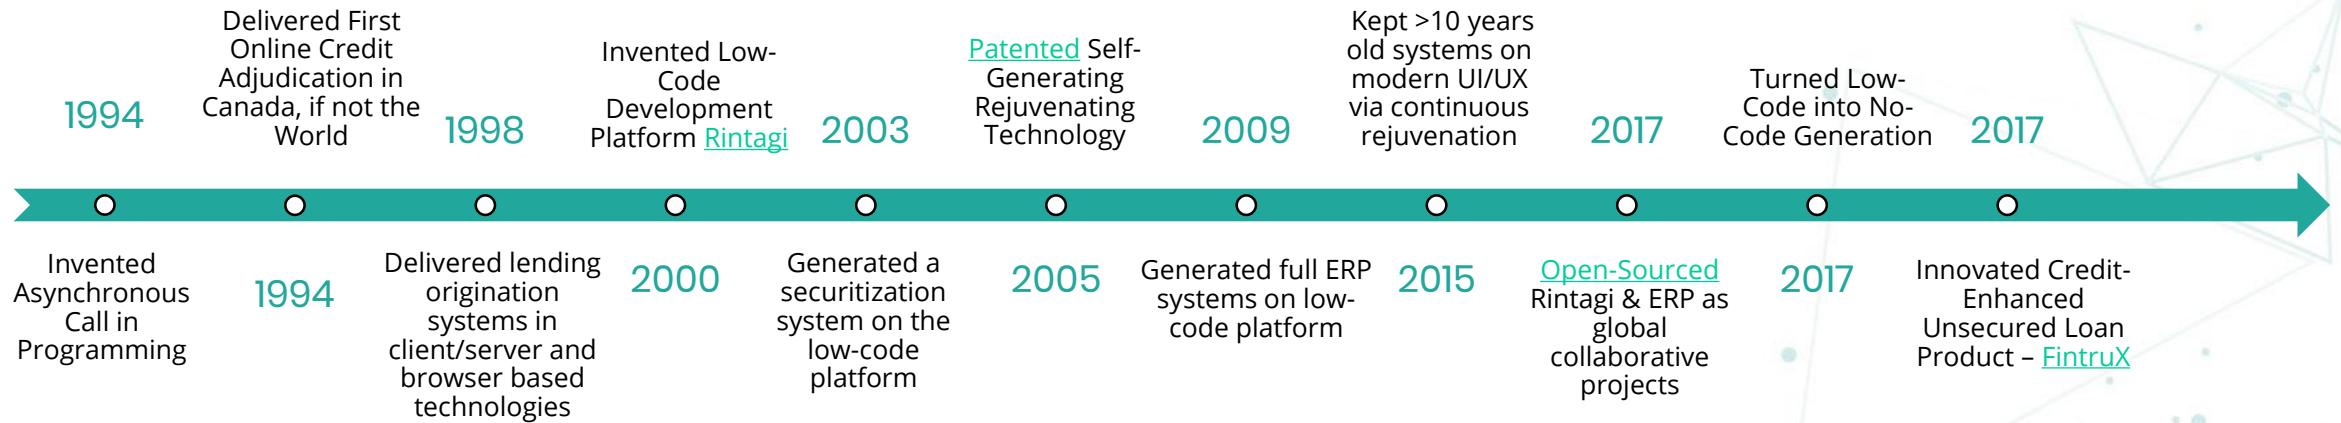 1994
Invented
Asynchronous
Call in
Programming
Delivered First
Online Credit
Adjudication in
Canada, if not the
World
1994
1998
Delivered lending
origination
systems in
client/server and
browser based
technologies
Invented Low-
Code
Development
Platform Rintagi
2000
2003
Generated a
securitization
system on the
low-code
platform
Patented Self-
Generating
Rejuvenating
Technology
2005
2009
Generated full ERP
systems on low-
code platform
Kept >10 years
old systems on
modern UI/UX
via continuous
rejuvenation
2015
2017
Open-Sourced
Rintagi & ERP as
global
collaborative
projects
Turned Low-
Code into No-
Code Generation
2017
2017
Innovated Credit-
Enhanced
Unsecured Loan
Product – FintruX